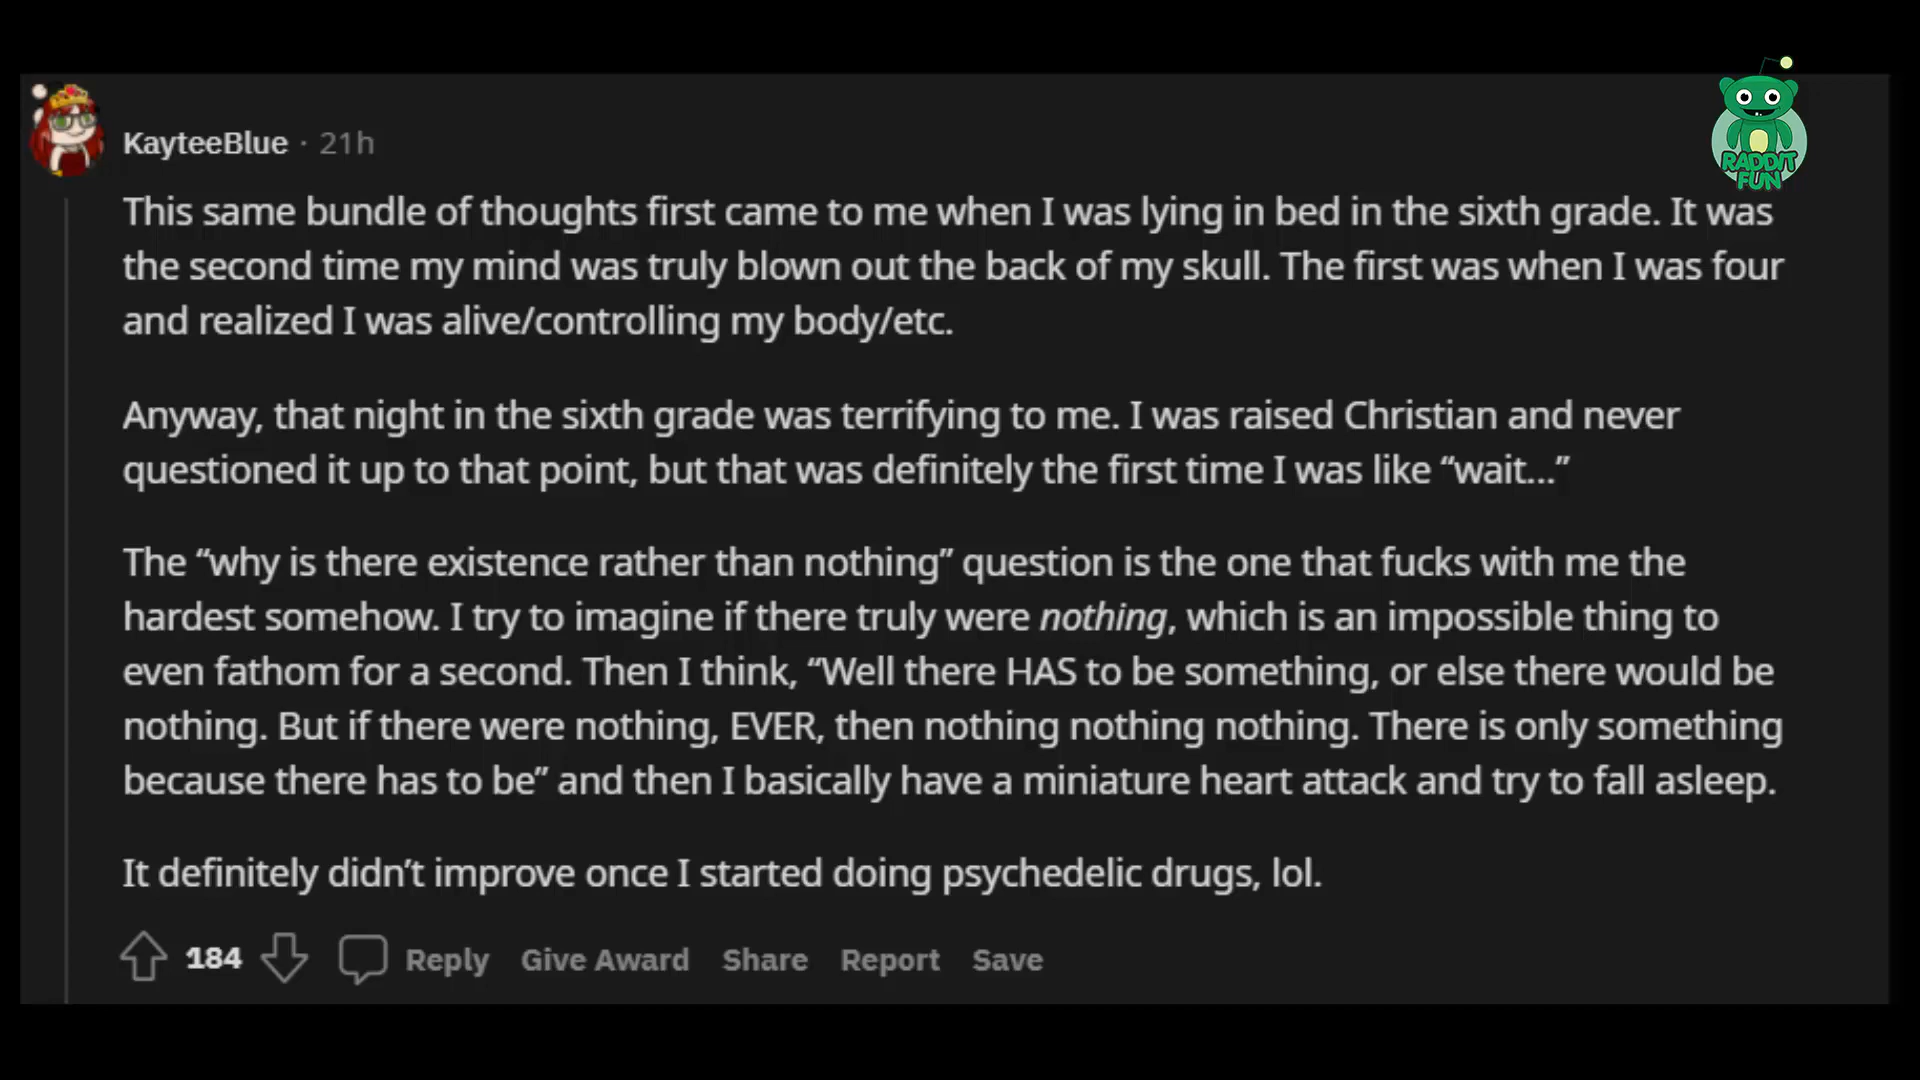 KayteeBlue · 21h
RADDIT
FUN
This same bundle of thoughts first came to me when I was lying in bed in the sixth grade. It was
the second time my mind was truly blown out the back of my skull. The first was when I was four
and realized I was alive/controlling my body/etc.
Anyway, that night in the sixth grade was terrifying to me. I was raised Christian and never
questioned it up to that point, but that was definitely the first time I was like “wait...”
The “why is there existence rather than nothing” question is the one that fucks with me the
hardest somehow. I try to imagine if there truly were nothing, which is an impossible thing to
even fathom for a second. Then I think, “Well there HAS to be something, or else there would be
nothing. But if there were nothing, EVER, then nothing nothing nothing. There is only something
because there has to be” and then I basically have a miniature heart attack and try to fall asleep.
It definitely didn’t improve once I started doing psychedelic drugs, lol.
184 Reply Give Award Share Report Save